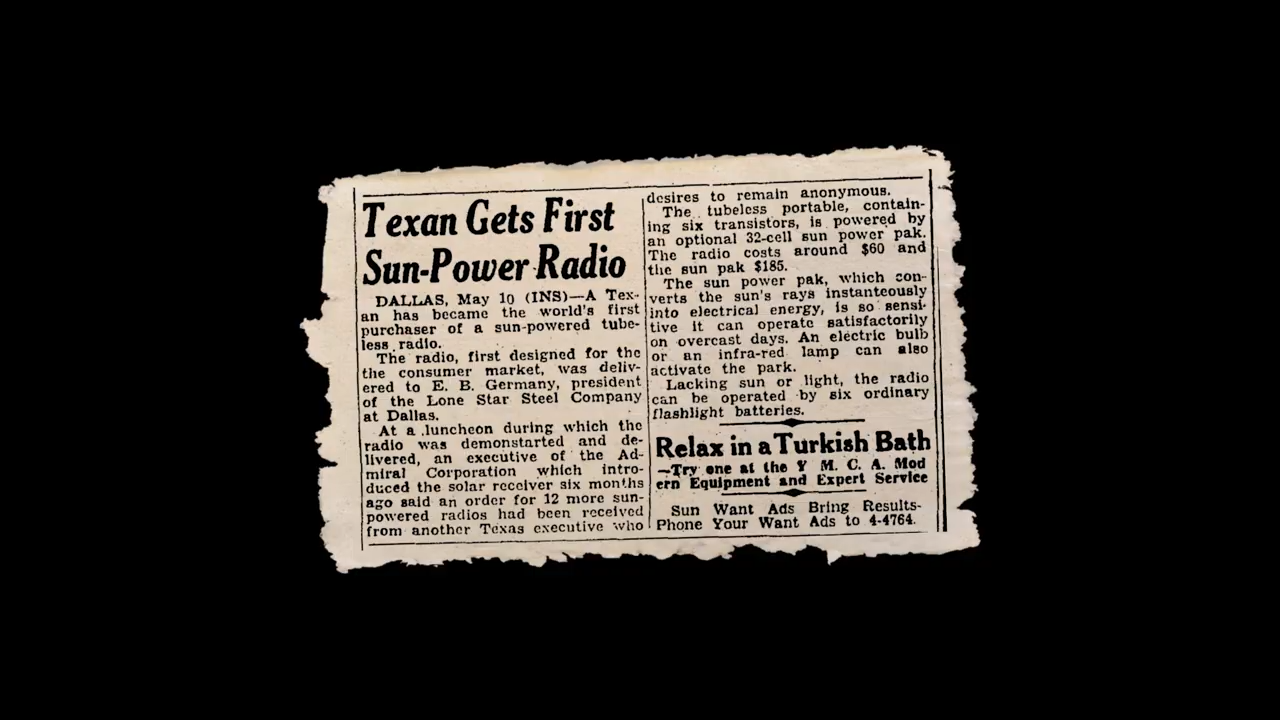 Texan Gets First
Sun-Power Radio
DALLAS, May 10 (INS)—A Tex-
an has became the world's first
purchaser of a sun-powered tube-
less radio.
The radio, first designed for the
the consumer market, was deliv-
ered to E. B. Germany, president
of the Lone Star Steel Company
at Dallas.
At a luncheon during which the
radio was demonstarted and de-
livered, an executive of the Ad-
miral Corporation which intro-
duced the solar receiver six months
ago said an order for 12 more sun-
powered radios had been received
from another Texas executive who
desires to remain anonymous.
The tubeless portable, contain-
ing six transistors, is powered by
an optional 32-cell sun power pak.
The radio costs around $60 and
the sun pak $185.
The sun power pak, which con-
verts the sun's rays instanteously
into electrical energy, is so sensi-
tive it can operate satisfactorily
on overcast days. An electric bulb
or an infra-red lamp can also
activate the park.
Lacking sun or light, the radio
can be operated by six ordinary
flashlight batteries.
Relax in a Turkish Bath
—Try one at the Y M. C. A. Mod
ern Equipment and Expert Service
Sun Want Ads Bring Results-
Phone Your Want Ads to 4-4764.